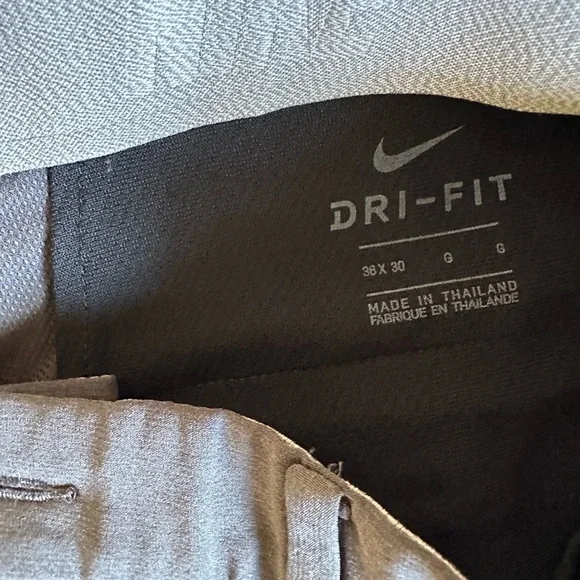 DRI-FIT
36 X 30 G G
MADE IN THAILAND
FABRIQUE EN THAILANDE